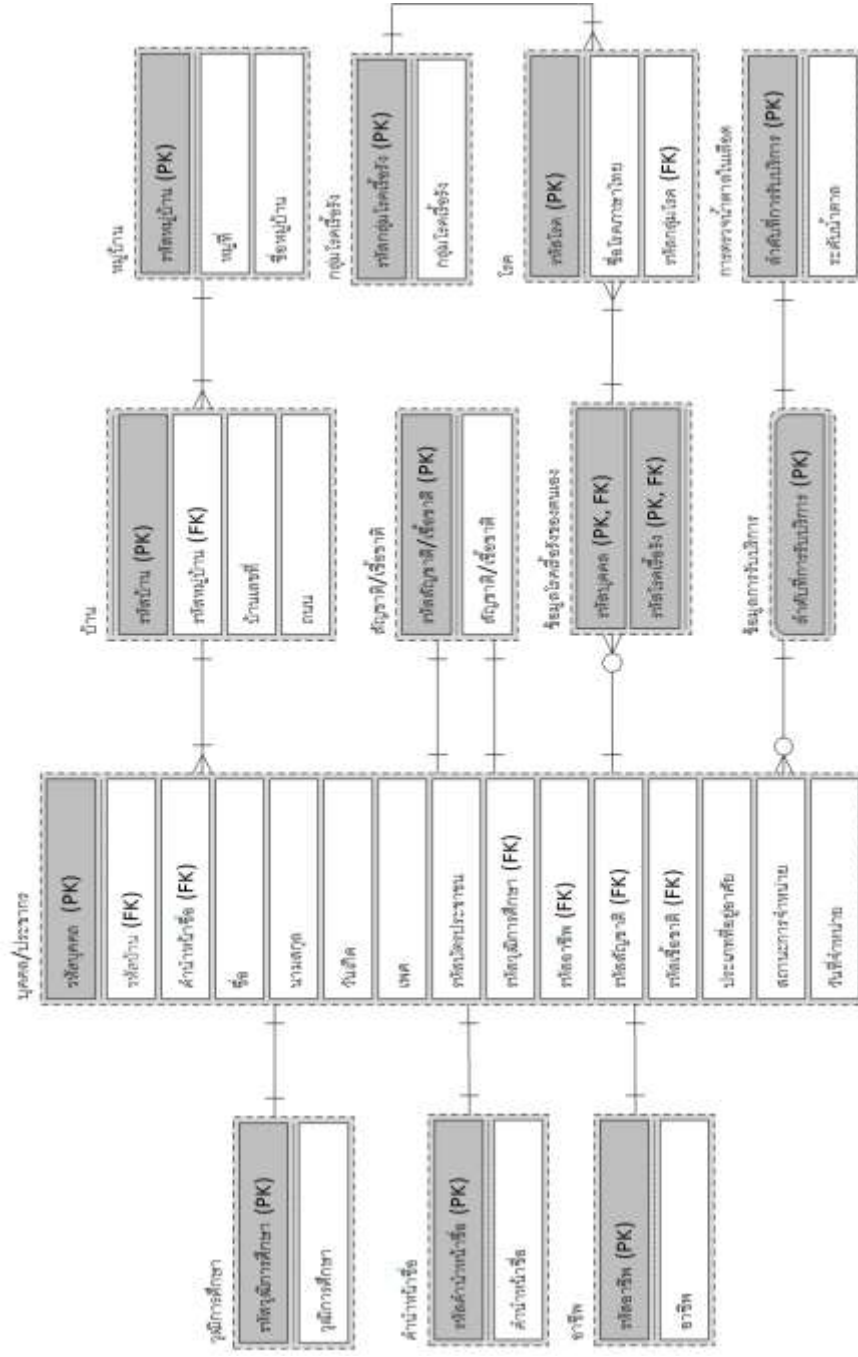 วุฒิการศึกษา
รหัสวุฒิการศึกษา (PK)
วุฒิการศึกษา
คำนำหน้าชื่อ
รหัสคำนำหน้าชื่อ (PK)
คำนำหน้าชื่อ
อาชีพ
รหัสอาชีพ (PK)
อาชีพ
บุคคล/ประชากร
รหัสบุคคล (PK)
รหัสบ้าน (FK)
คำนำหน้าชื่อ (FK)
ชื่อ
นามสกุล
วันเกิด
เพศ
รหัสบัตรประชาชน
รหัสวุฒิการศึกษา (FK)
รหัสอาชีพ (FK)
รหัสสัญชาติ (FK)
รหัสเชื้อชาติ (FK)
ประเภทที่อยู่อาศัย
สถานะการจำหน่าย
วันที่จำหน่าย
บ้าน
รหัสบ้าน (PK)
รหัสหมู่บ้าน (FK)
บ้านเลขที่
ถนน
สัญชาติ/เชื้อชาติ
รหัสสัญชาติ/เชื้อชาติ (PK)
สัญชาติ/เชื้อชาติ
ข้อมูลโรคเรื้อรังของตนเอง
รหัสบุคคล (PK, FK)
รหัสโรคเรื้อรัง (PK, FK)
ข้อมูลการรับบริการ
ลำดับที่การรับบริการ (PK)
หมู่บ้าน
รหัสหมู่บ้าน (PK)
หมู่ที่
ชื่อหมู่บ้าน
กลุ่มโรคเรื้อรัง
รหัสกลุ่มโรคเรื้อรัง (PK)
กลุ่มโรคเรื้อรัง
โรค
รหัสโรค (PK)
ชื่อโรคภาษาไทย
รหัสกลุ่มโรค (FK)
การตรวจน้ำตาลในเลือด
ลำดับที่การรับบริการ (PK)
ระดับน้ำตาล